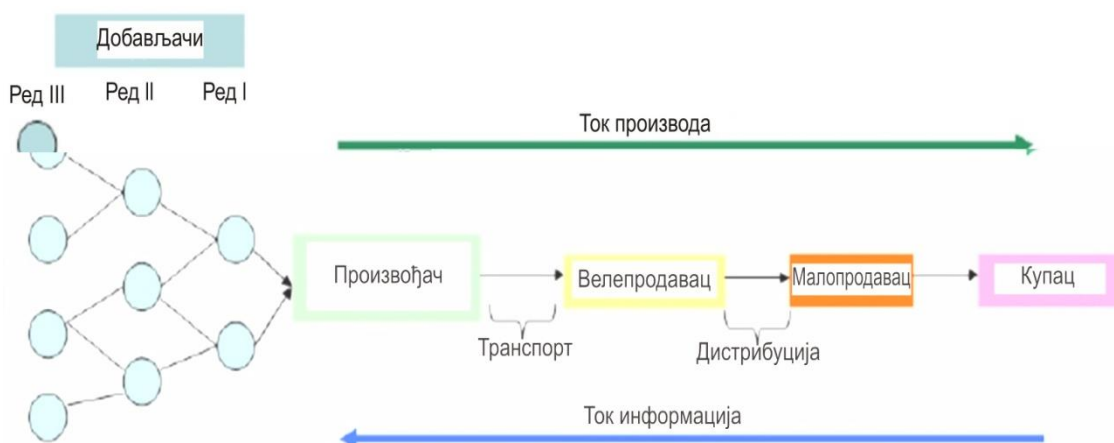 Добављачи
Ред III
Ред II
Ред I
Ток производа
Произвођач
Велепродавац
Малопродавац
Купац
Транспорт
Дистрибуција
Ток информација